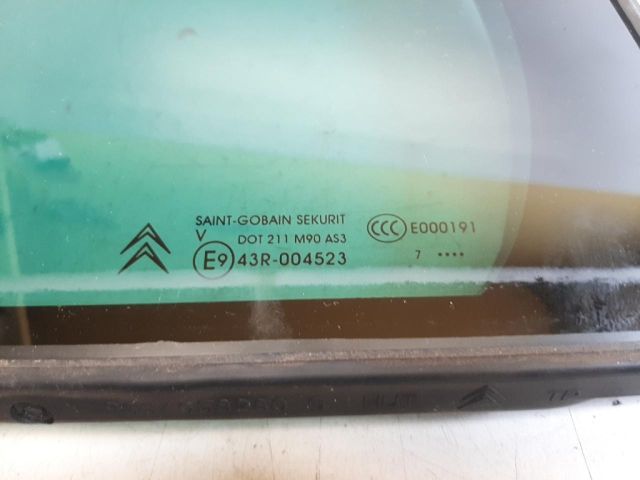 SAINT-GOBAIN SEKURIT
V
DOT 211 M90 AS3
E9 43R-004523
CCC E000191
7 ••••